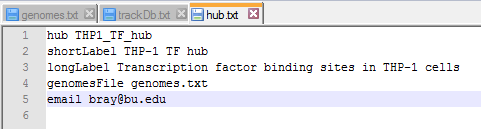 genomes.txt trackDb.txt hub.txt
1 hub THP1_TF_hub
2 shortLabel THP-1 TF hub
3 longLabel Transcription factor binding sites in THP-1 cells
4 genomesFile genomes.txt
5 email bray@bu.edu